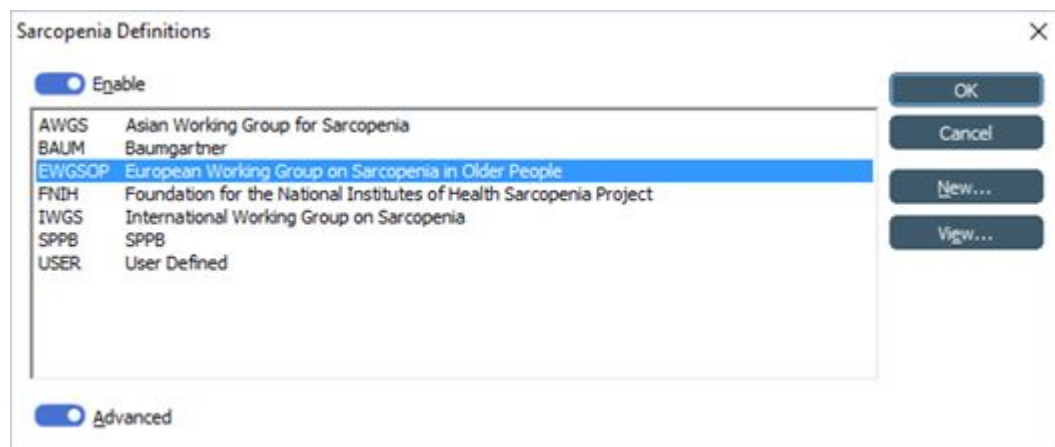 Sarcopenia Definitions
Enable
OK
AWGS Asian Working Group for Sarcopenia
BAUM Baumgartner
Cancel
EWGSOP European Working Group on Sarcopenia in Older People
FNIH Foundation for the National Institutes of Health Sarcopenia Project
New...
IWGS International Working Group on Sarcopenia
SPPB SPPB
View...
USER User Defined
Advanced